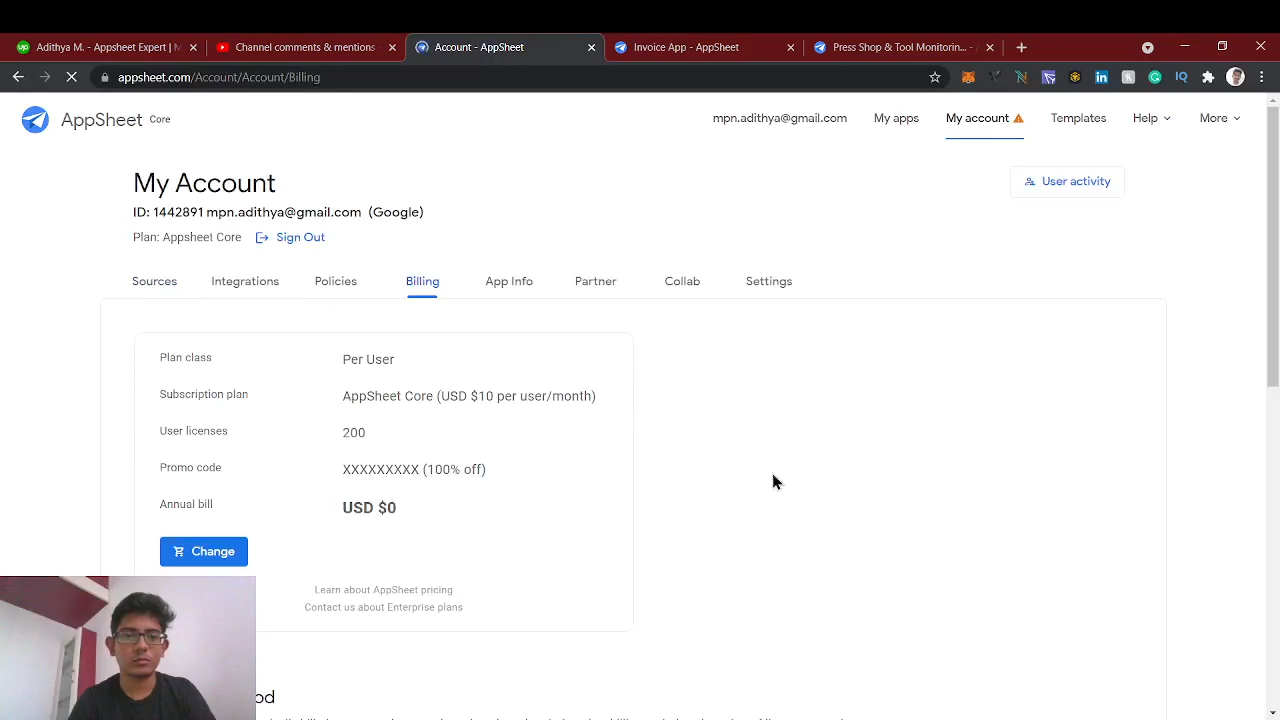 Adithya M. - Appsheet Expert | M
Channel comments & mentions
Account - AppSheet
Invoice App - AppSheet
Press Shop & Tool Monitoring...
appsheet.com/Account/Account/Billing
AppSheet Core
mpn.adithya@gmail.com
My apps
My account
Templates
Help
More
My Account
User activity
ID: 1442891 mpn.adithya@gmail.com (Google)
Plan: Appsheet Core
Sign Out
Sources
Integrations
Policies
Billing
App Info
Partner
Collab
Settings
Plan class Per User
Subscription plan AppSheet Core (USD $10 per user/month)
User licenses 200
Promo code XXXXXXXXX (100% off)
Annual bill USD $0
Change
Learn about AppSheet pricing
Contact us about Enterprise plans
od